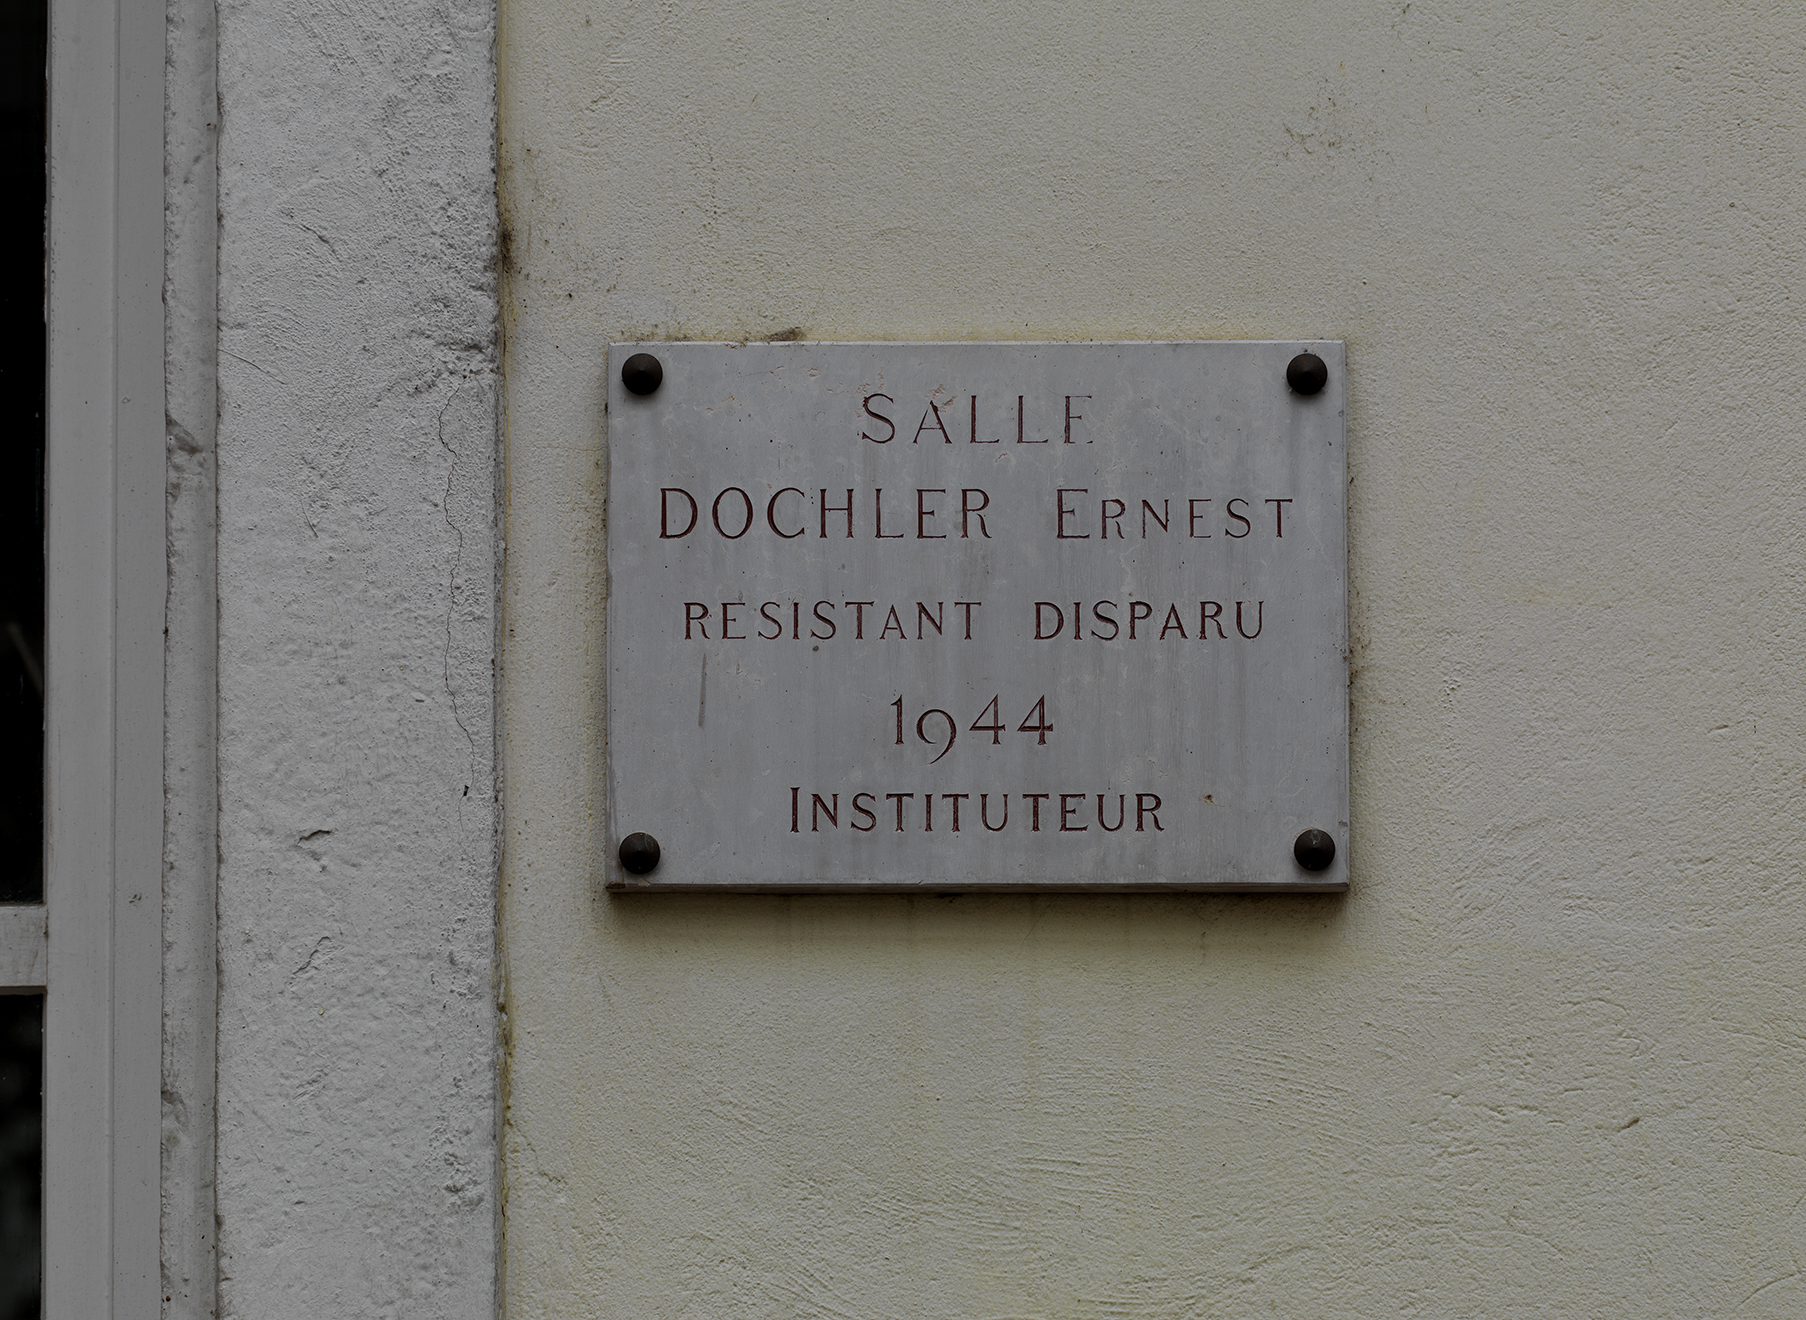 SALLE
DOCHLER ERNEST
RESISTANT DISPARU
1944
INSTITUTEUR